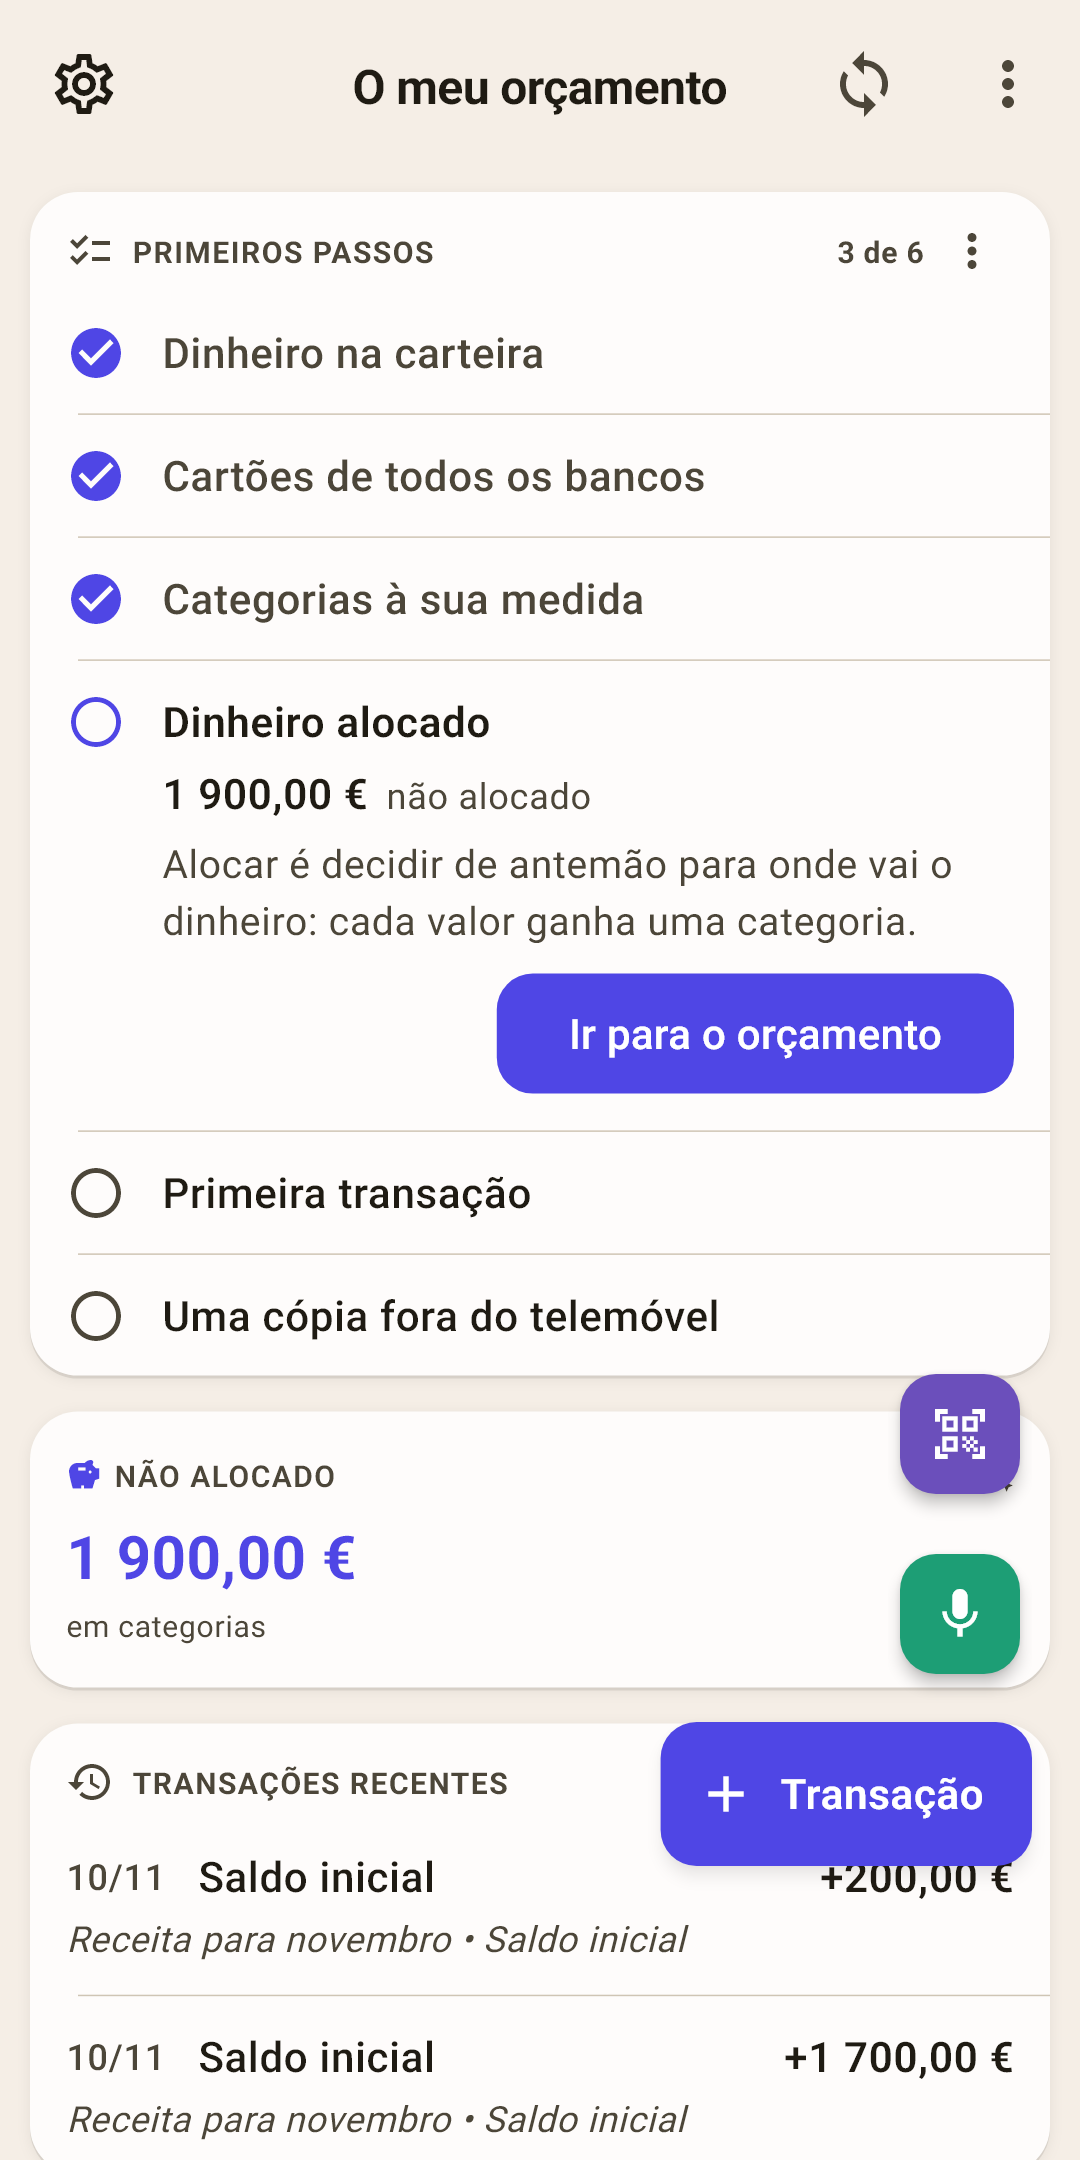 O meu orçamento
PRIMEIROS PASSOS
3 de 6
Dinheiro na carteira
Cartões de todos os bancos
Categorias à sua medida
Dinheiro alocado
1 900,00 € não alocado
Alocar é decidir de antemão para onde vai o
dinheiro: cada valor ganha uma categoria.
Ir para o orçamento
Primeira transação
Uma cópia fora do telemóvel
NÃO ALOCADO
1 900,00 €
em categorias
TRANSAÇÕES RECENTES
Transação
10/11 Saldo inicial +200,00 €
Receita para novembro • Saldo inicial
10/11 Saldo inicial +1 700,00 €
Receita para novembro • Saldo inicial